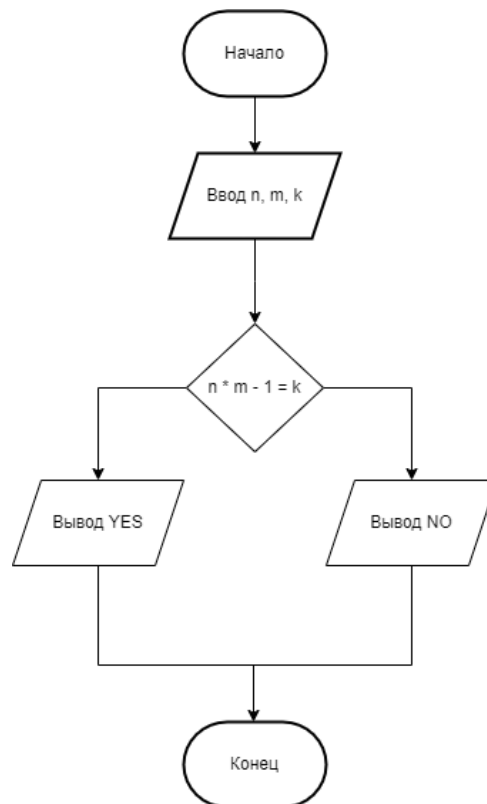 Начало
Ввод n, m, k
n * m - 1 = k
Вывод YES
Вывод NO
Конец